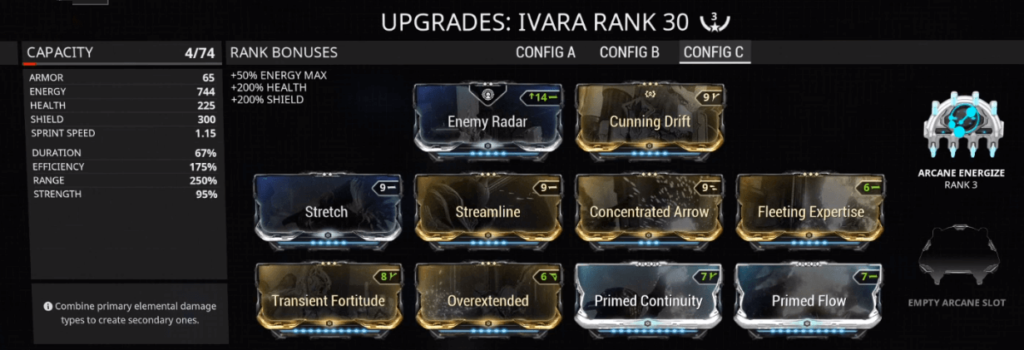 UPGRADES: IVARA RANK 30 3
CAPACITY 4/74
RANK BONUSES
CONFIG A CONFIG B CONFIG C
ARMOR 65
ENERGY 744
HEALTH 225
SHIELD 300
SPRINT SPEED 1.15
DURATION 67%
EFFICIENCY 175%
RANGE 250%
STRENGTH 95%
+50% ENERGY MAX
+200% HEALTH
+200% SHIELD
14
Enemy Radar
9
Cunning Drift
ARCANE ENERGIZE
RANK 3
9
Stretch
9
Streamline
9
Concentrated Arrow
6
Fleeting Expertise
8
Transient Fortitude
6
Overextended
7
Primed Continuity
7
Primed Flow
EMPTY ARCANE SLOT
Combine primary elemental damage
types to create secondary ones.